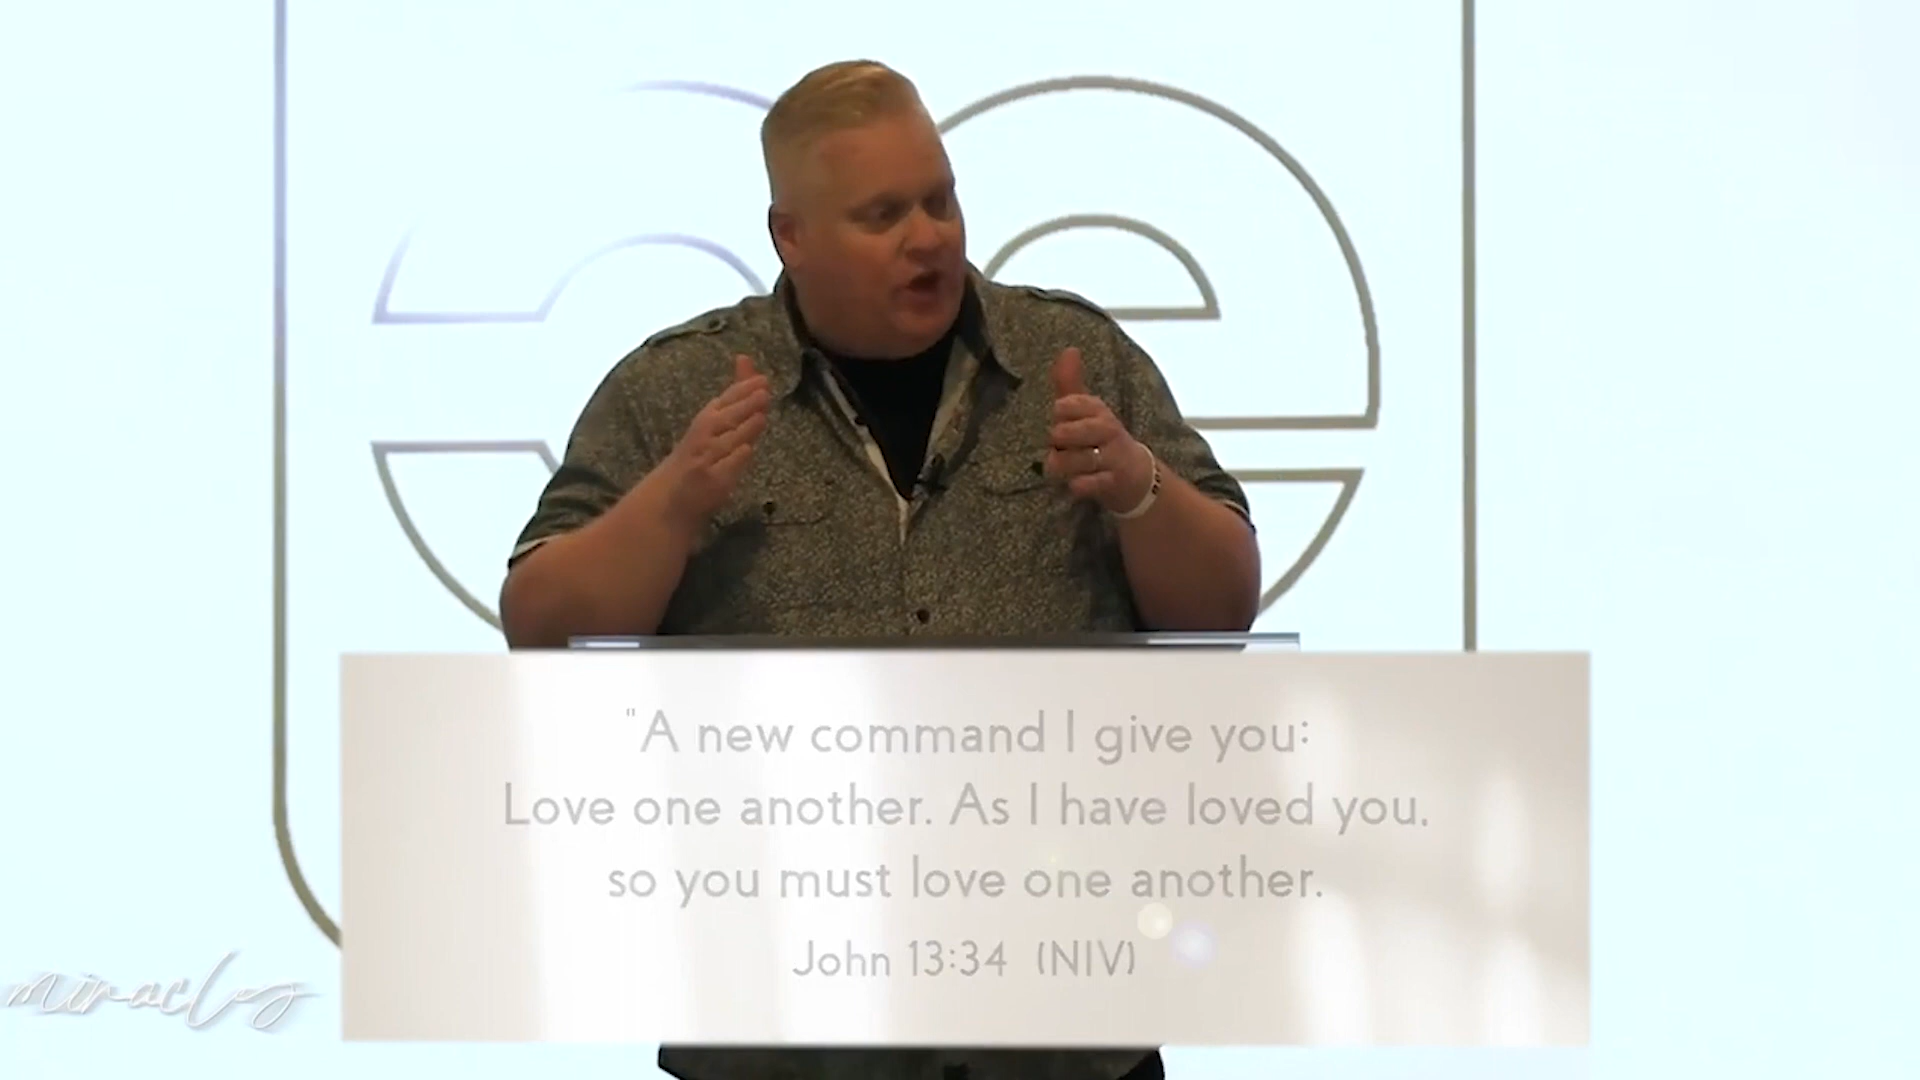 "A new command I give you:
Love one another. As I have loved you,
so you must love one another.
John 13:34 (NIV)
miracles